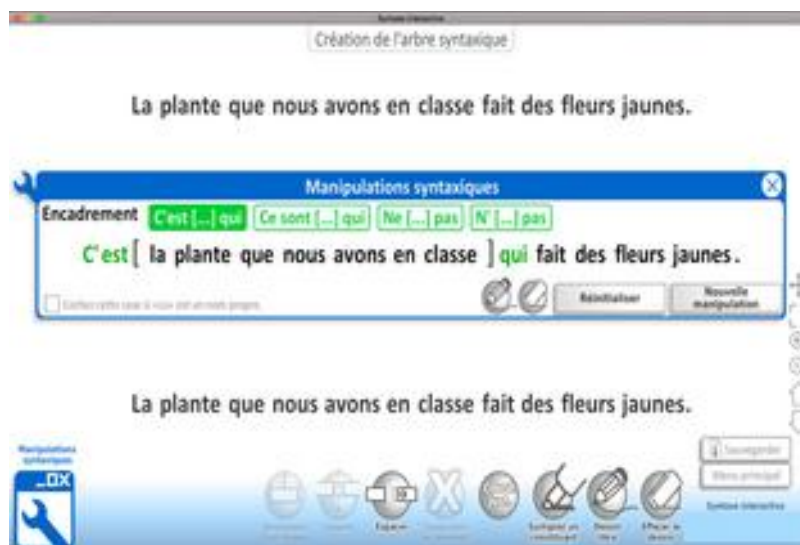 Syntaxe interactive
Création de l'arbre syntaxique
La plante que nous avons en classe fait des fleurs jaunes.
Manipulations syntaxiques
Encadrement C'est [...] qui Ce sont [...] qui Ne [...] pas N' [...] pas
C'est [ la plante que nous avons en classe ] qui fait des fleurs jaunes.
Réinitialiser Nouvelle manipulation
La plante que nous avons en classe fait des fleurs jaunes.
Manipulations syntaxiques
Sauvegarder
Menu principal
Espacer
Syntaxe interactive